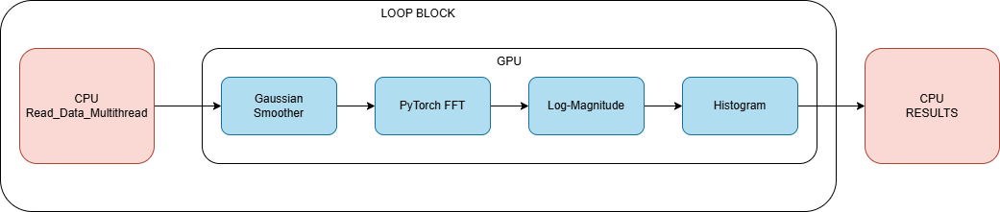 LOOP BLOCK
GPU
CPU
Read_Data_Multithread
Gaussian
Smoother
PyTorch FFT
Log-Magnitude
Histogram
CPU
RESULTS